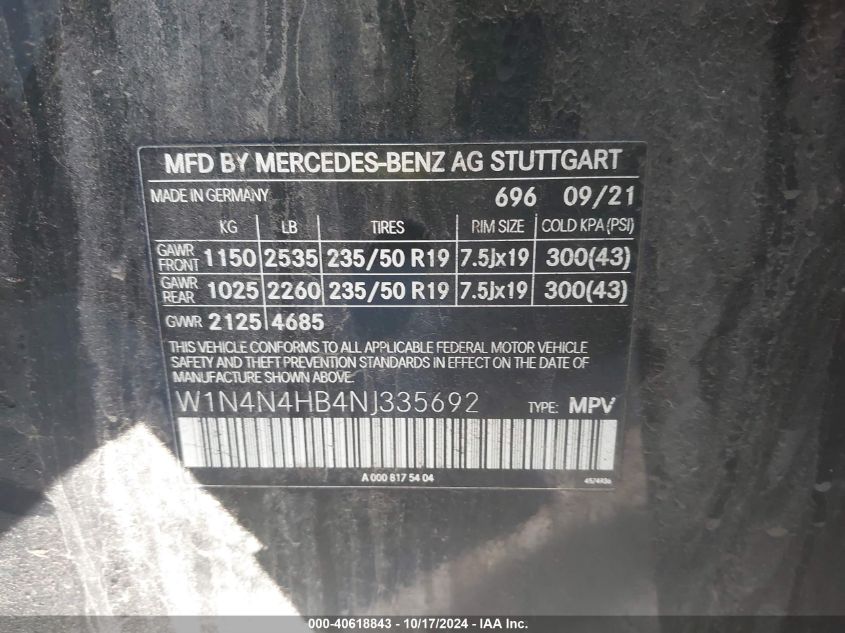 MFD BY MERCEDES-BENZ AG STUTTGART
MADE IN GERMANY 696 09/21
KG LB TIRES RIM SIZE COLD KPA (PSI)
GAWR FRONT 1150 2535 235/50 R19 7.5Jx19 300(43)
GAWR REAR 1025 2260 235/50 R19 7.5Jx19 300(43)
GVWR 2125 4685
THIS VEHICLE CONFORMS TO ALL APPLICABLE FEDERAL MOTOR VEHICLE
SAFETY AND THEFT PREVENTION STANDARDS IN EFFECT ON THE DATE OF
MANUFACTURE SHOWN ABOVE.
W1N4N4HB4NJ335692 TYPE: MPV
A 000 817 54 04
000-40618843 - 10/17/2024 - IAA Inc.